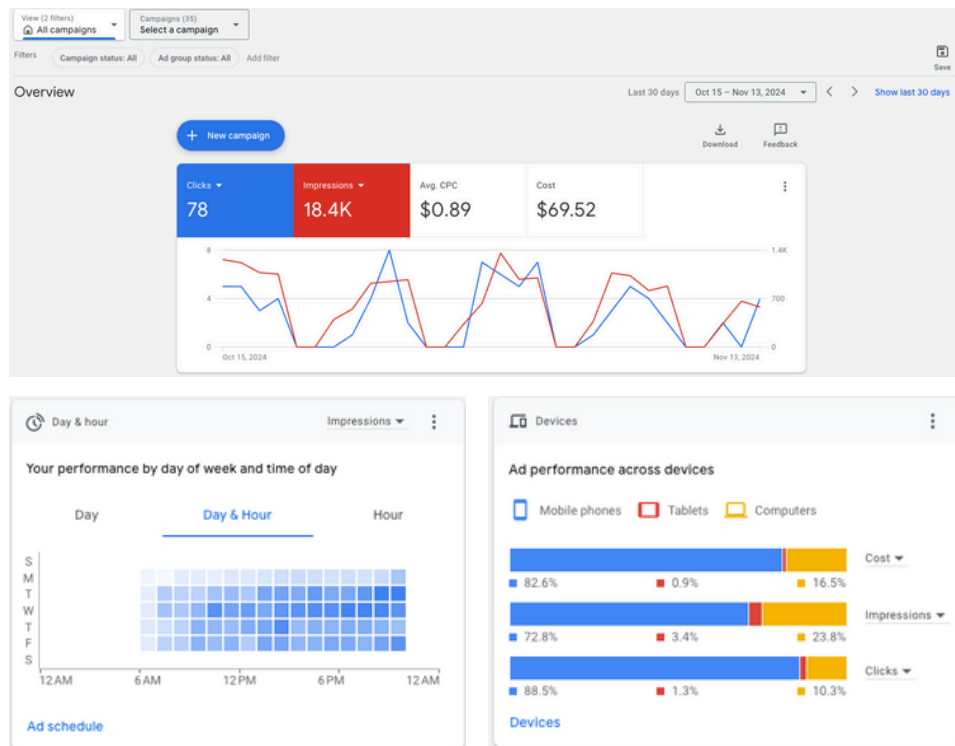 View (2 filters)
All campaigns
Campaigns (35)
Select a campaign
Filters
Campaign status: All
Ad group status: All
Add filter
Save
Overview
Last 30 days
Oct 15 – Nov 13, 2024
Show last 30 days
New campaign
Download
Feedback
Clicks
78
Impressions
18.4K
Avg. CPC
$0.89
Cost
$69.52
8
4
0
1.4K
700
0
Oct 15, 2024
Nov 13, 2024
Day & hour
Impressions
Your performance by day of week and time of day
Day
Day & Hour
Hour
S
M
T
W
T
F
S
12 AM
6 AM
12 PM
6 PM
12 AM
Ad schedule
Devices
Ad performance across devices
Mobile phones
Tablets
Computers
Cost
82.6%
0.9%
16.5%
Impressions
72.8%
3.4%
23.8%
Clicks
88.5%
1.3%
10.3%
Devices